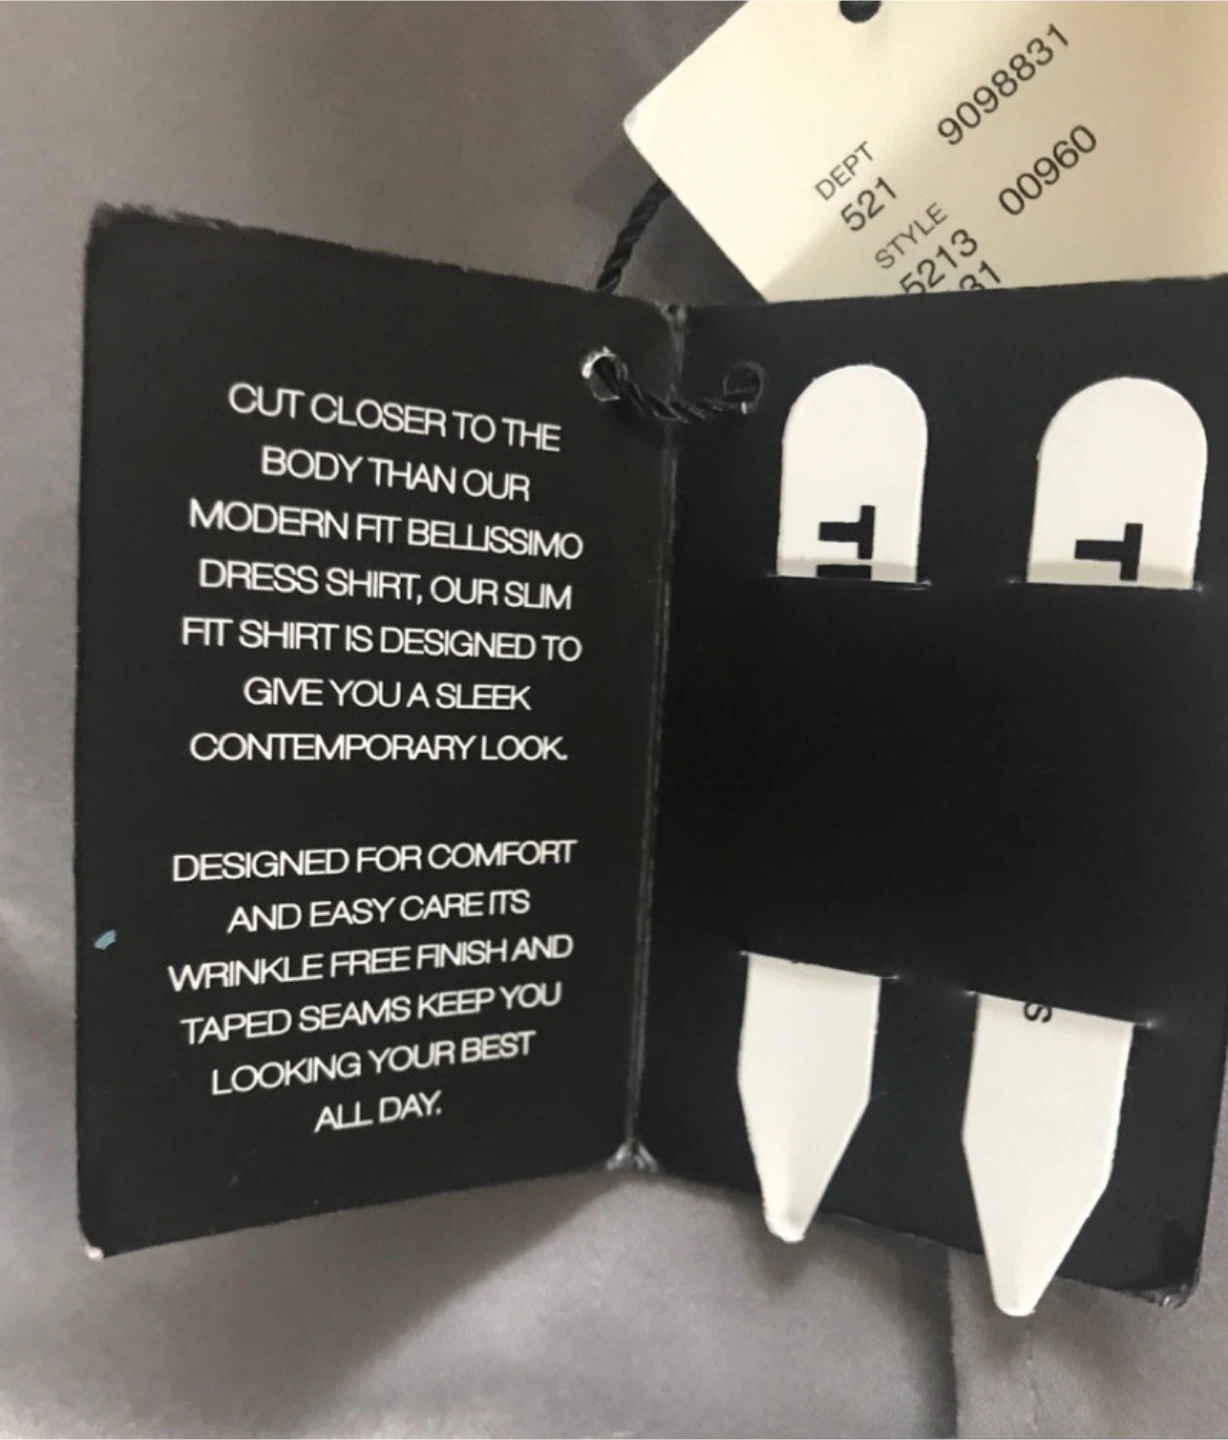 9098831
DEPT
521
00960
STYLE
5213
31
CUT CLOSER TO THE
BODY THAN OUR
MODERN FIT BELLISSIMO
DRESS SHIRT, OUR SLIM
FIT SHIRT IS DESIGNED TO
GIVE YOU A SLEEK
CONTEMPORARY LOOK.
DESIGNED FOR COMFORT
AND EASY CARE ITS
WRINKLE FREE FINISH AND
TAPED SEAMS KEEP YOU
LOOKING YOUR BEST
ALL DAY.
T
T
S